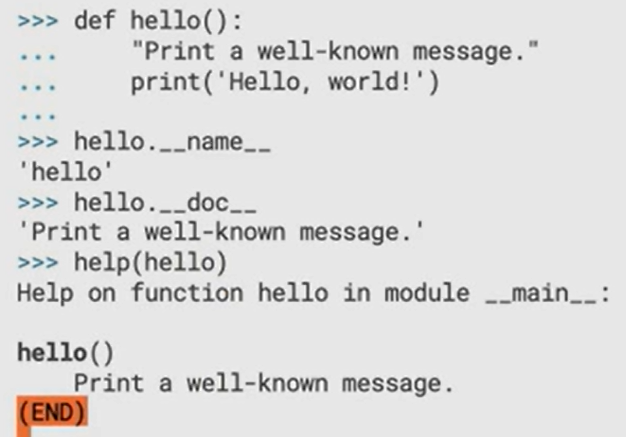 >>> def hello():
...     "Print a well-known message."
...     print('Hello, world!')
...
>>> hello.__name__
'hello'
>>> hello.__doc__
'Print a well-known message.'
>>> help(hello)
Help on function hello in module __main__:

hello()
    Print a well-known message.
(END)